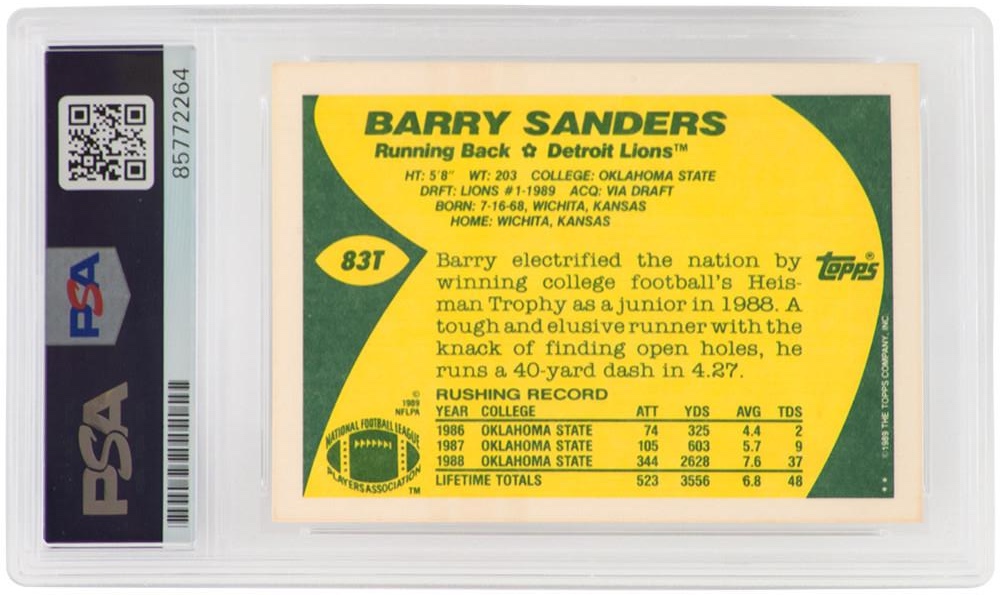 85772264
PSA
PSA
BARRY SANDERS
Running Back ✩ Detroit Lions™
HT: 5'8" WT: 203 COLLEGE: OKLAHOMA STATE
DRFT: LIONS #1-1989 ACQ: VIA DRAFT
BORN: 7-16-68, WICHITA, KANSAS
HOME: WICHITA, KANSAS
83T
Barry electrified the nation by
winning college football's Heis-
man Trophy as a junior in 1988. A
tough and elusive runner with the
knack of finding open holes, he
runs a 40-yard dash in 4.27.
TOPPS®
RUSHING RECORD
YEAR COLLEGE ATT YDS AVG TDS
1986 OKLAHOMA STATE 74 325 4.4 2
1987 OKLAHOMA STATE 105 603 5.7 9
1988 OKLAHOMA STATE 344 2628 7.6 37
LIFETIME TOTALS 523 3556 6.8 48
©
1989
NFLPA
NATIONAL FOOTBALL LEAGUE
PLAYERS ASSOCIATION
TM
©1989 THE TOPPS COMPANY, INC.
**